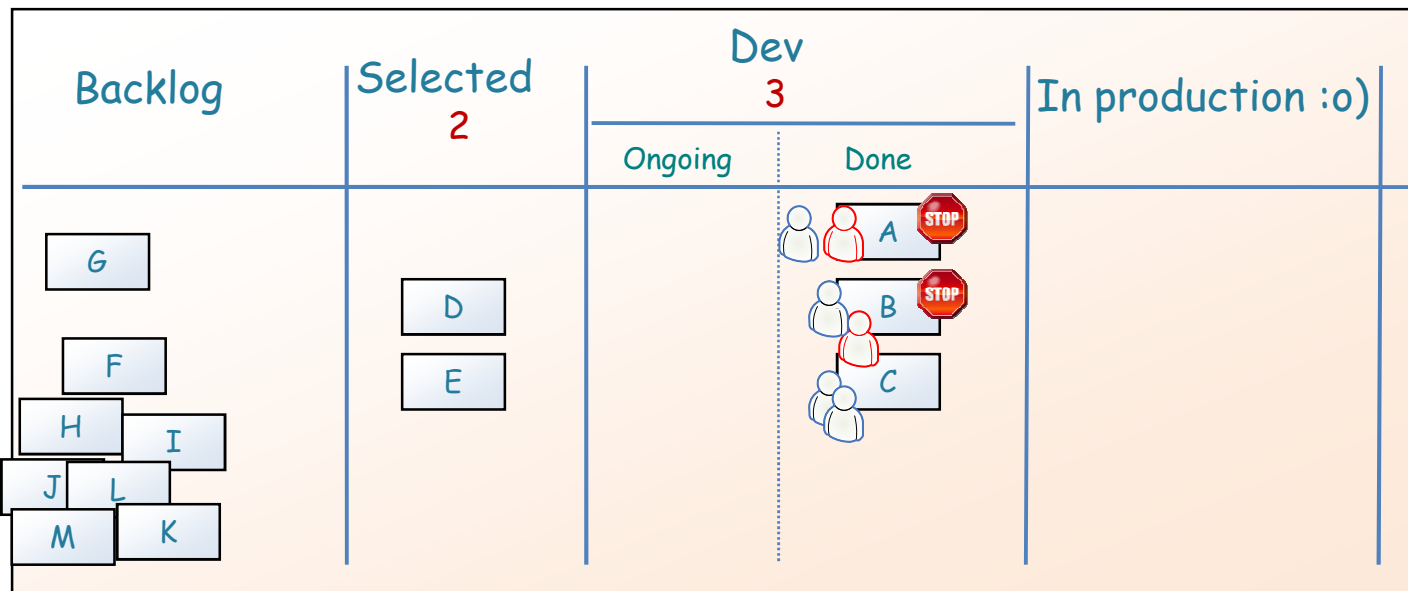 Backlog
Selected
2
Dev
3
Ongoing
Done
In production :o)
G
F
H
I
J
L
M
K
D
E
A
STOP
B
STOP
C